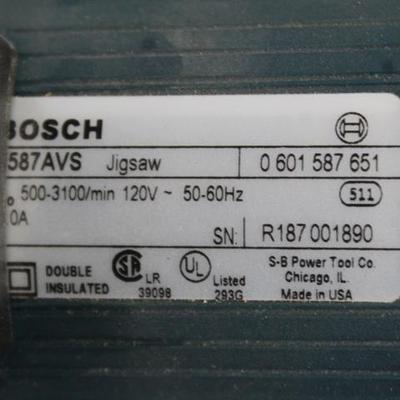 BOSCH
587AVS Jigsaw 0 601 587 651
500-3100/min 120V ~ 50-60Hz 511
0A
SN: R187 001890
DOUBLE INSULATED
LR 39098
UL Listed 293G
S-B Power Tool Co.
Chicago, IL.
Made in USA